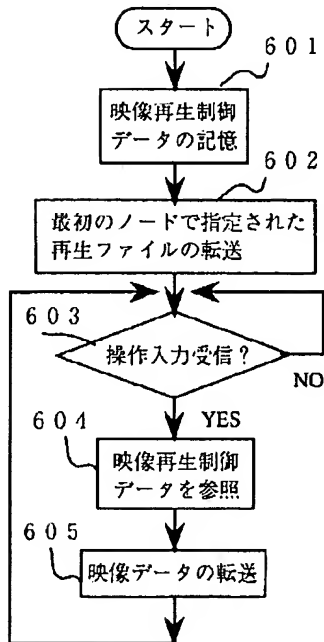 スタート
601
映像再生制御
データの記憶
602
最初のノードで指定された
再生ファイルの転送
603
操作入力受信?
NO
YES
604
映像再生制御
データを参照
605
映像データの転送